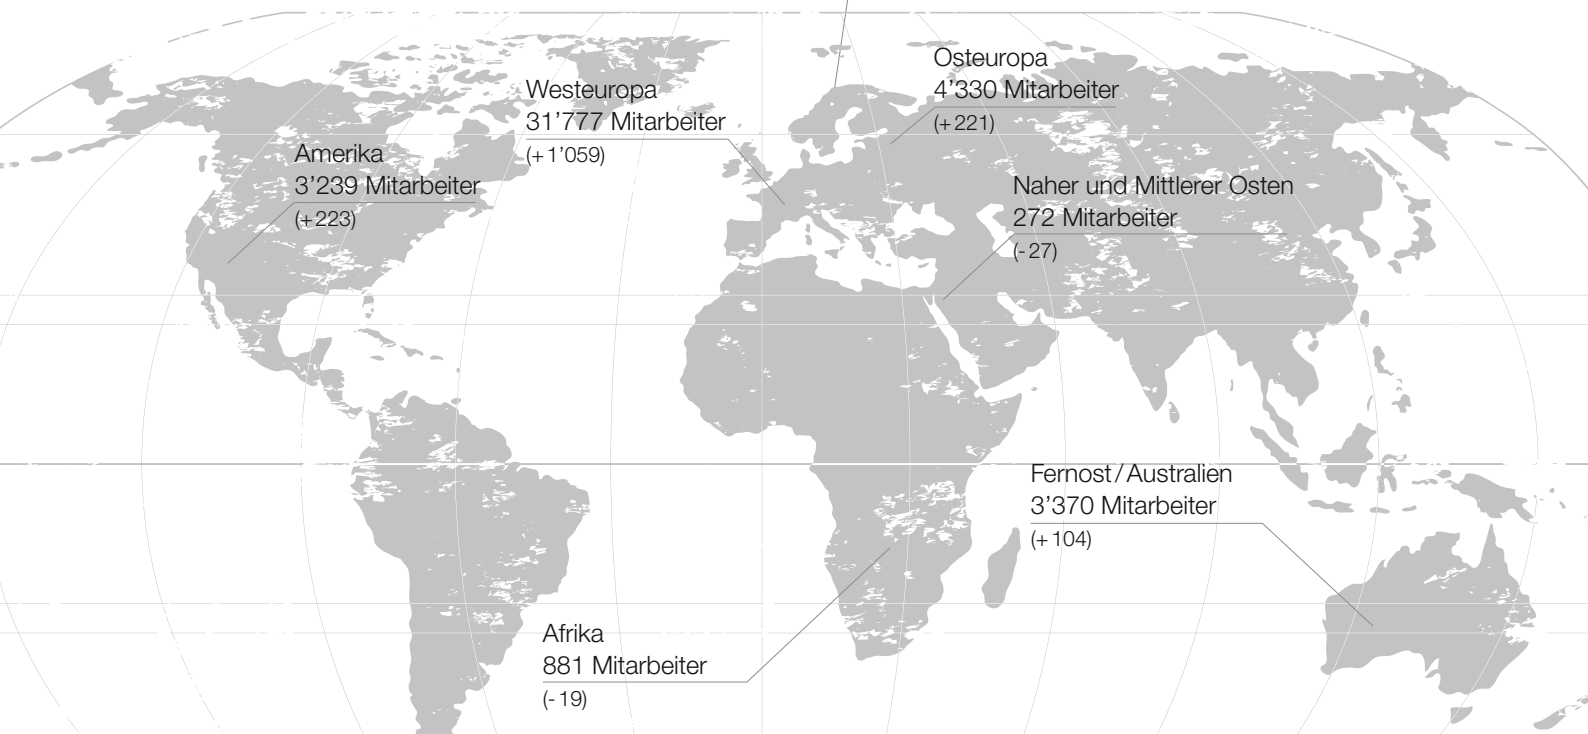 Osteuropa
4’330 Mitarbeiter
(+ 221)
Westeuropa
31’777 Mitarbeiter
(+ 1’059)
Amerika
3’239 Mitarbeiter
(+ 223)
Naher und Mittlerer Osten
272 Mitarbeiter
(- 27)
Fernost / Australien
3’370 Mitarbeiter
(+ 104)
Afrika
881 Mitarbeiter
(- 19)